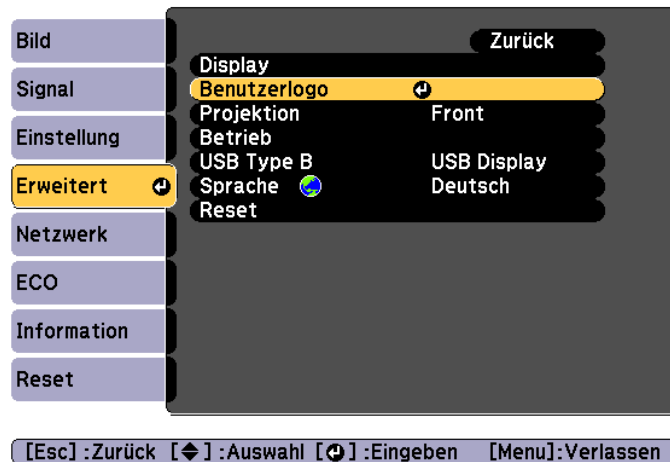 Bild
Signal
Einstellung
Erweitert
Netzwerk
ECO
Information
Reset
Zurück
Display
Benutzerlogo
Projektion Front
Betrieb
USB Type B USB Display
Sprache Deutsch
Reset
[Esc] :Zurück [◆] :Auswahl [⏎] :Eingeben [Menu]:Verlassen